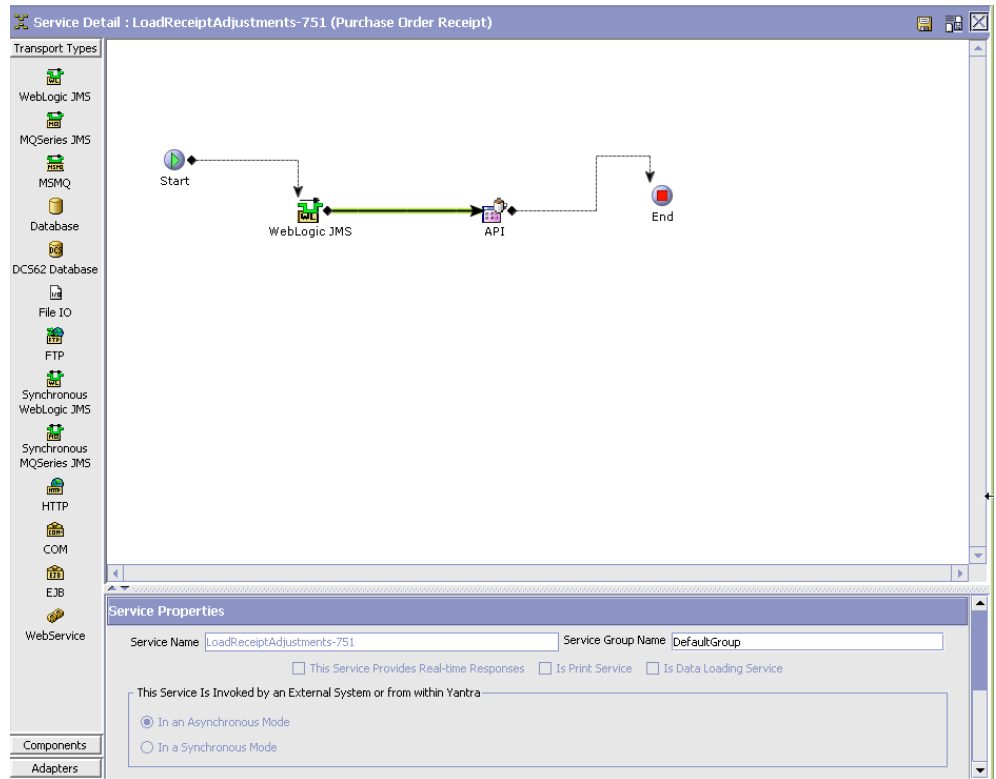 Service Detail : LoadReceiptAdjustments-751 (Purchase Order Receipt)
Transport Types
WebLogic JMS
MQSeries JMS
MSMQ
Database
DCS62 Database
File IO
FTP
Synchronous
WebLogic JMS
Synchronous
MQSeries JMS
HTTP
COM
EJB
WebService
Components
Adapters
Start
WebLogic JMS
API
End
Service Properties
Service Name LoadReceiptAdjustments-751 Service Group Name DefaultGroup
This Service Provides Real-time Responses Is Print Service Is Data Loading Service
This Service Is Invoked by an External System or from within Yantra
In an Asynchronous Mode
In a Synchronous Mode